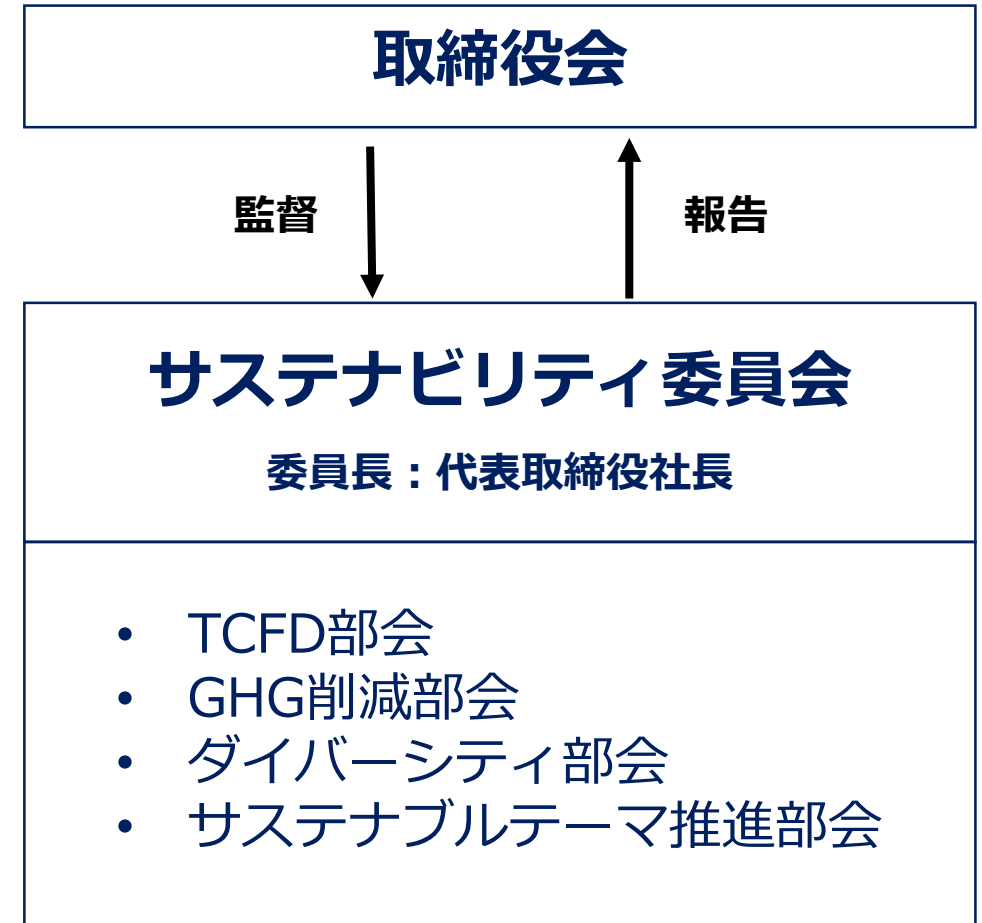 取締役会
監督
報告
サステナビリティ委員会
委員長：代表取締役社長
• TCFD部会
• GHG削減部会
• ダイバーシティ部会
• サステナブルテーマ推進部会